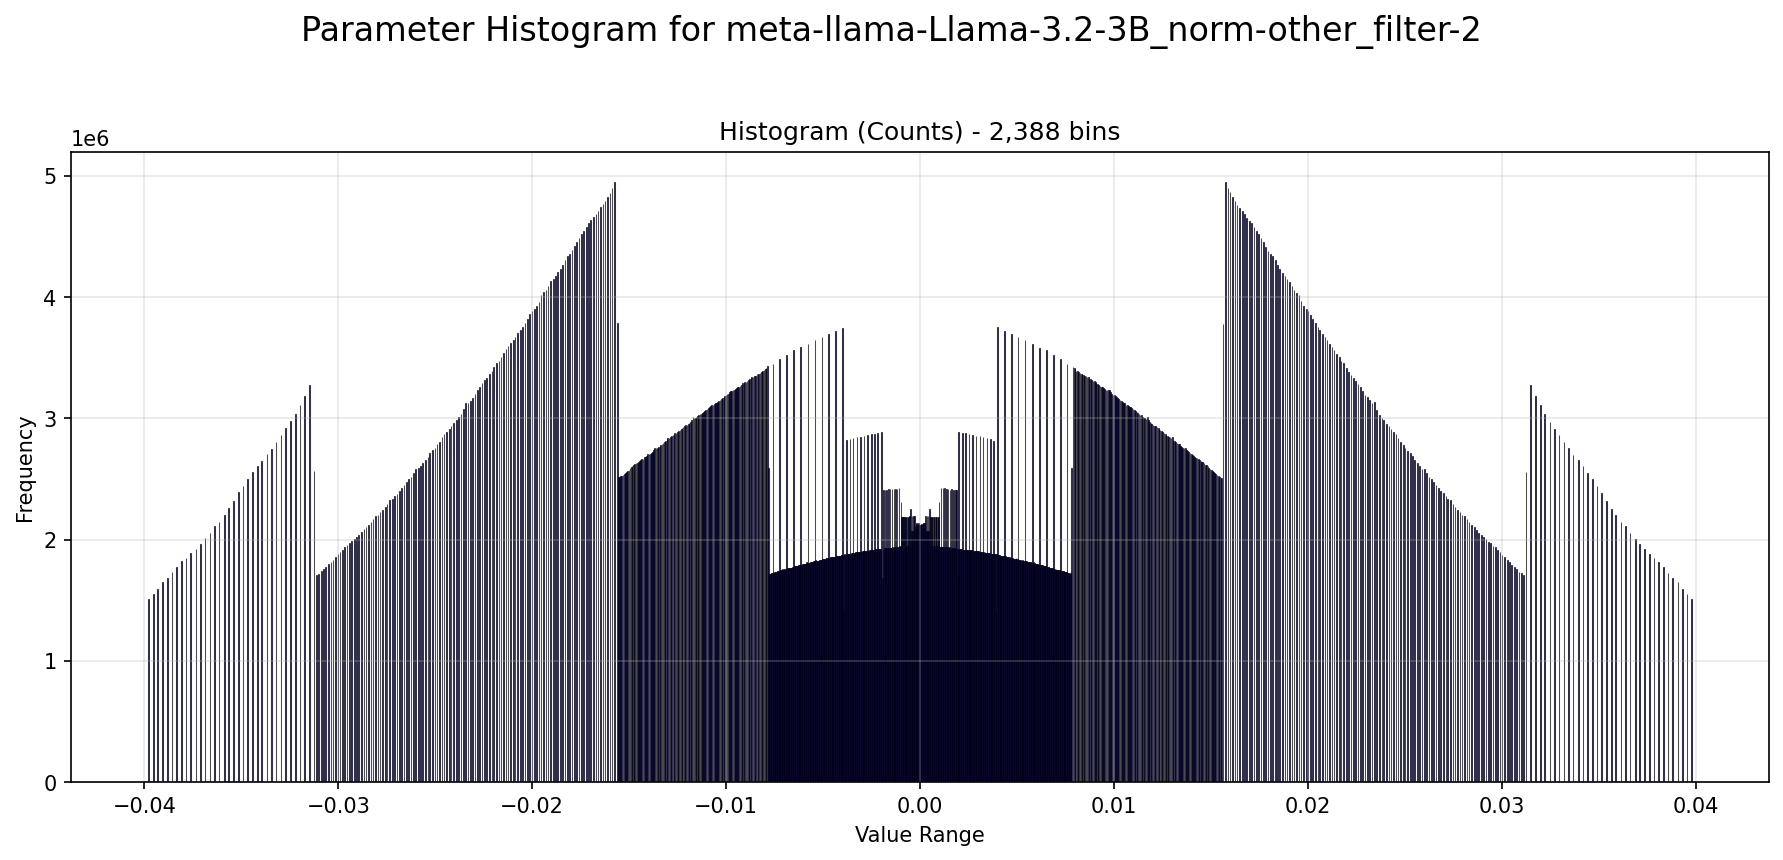 Parameter Histogram for meta-llama-Llama-3.2-3B_norm-other_filter-2
Histogram (Counts) - 2,388 bins
1e6
5
4
3
2
1
0
Frequency
−0.04 −0.03 −0.02 −0.01 0.00 0.01 0.02 0.03 0.04
Value Range